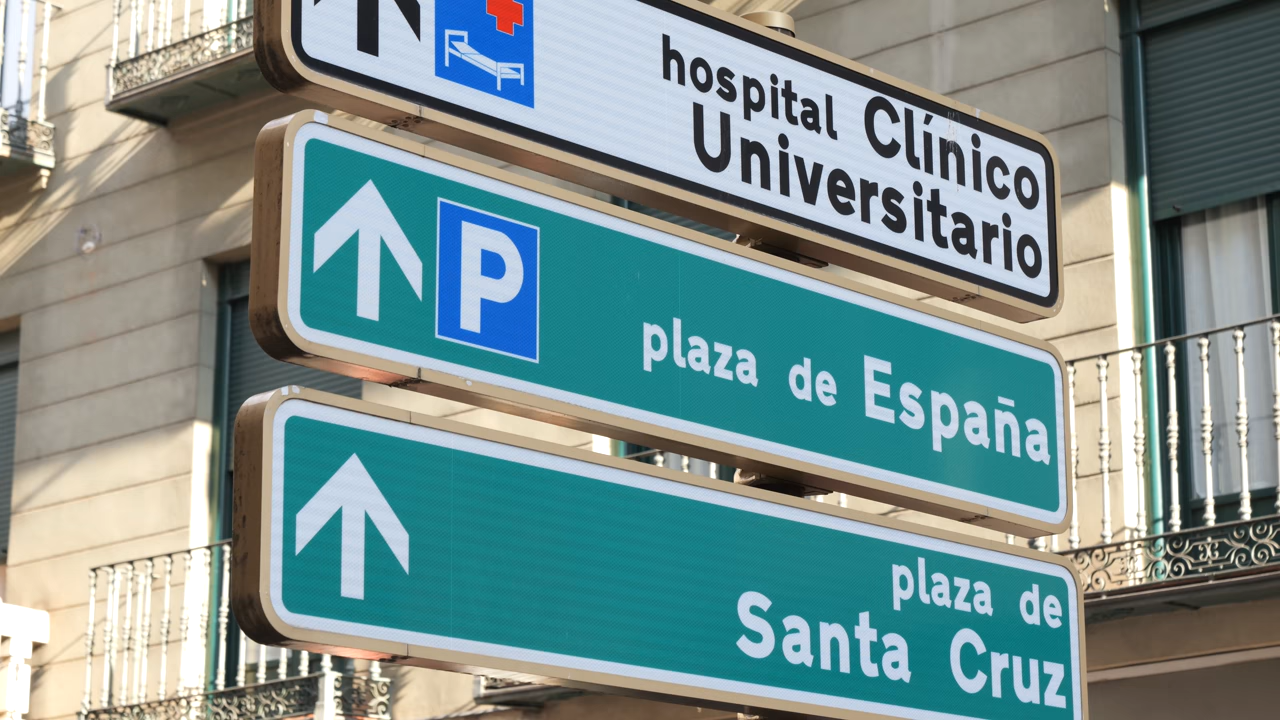 hospital Clínico
Universitario
P
plaza de España
plaza de
Santa Cruz